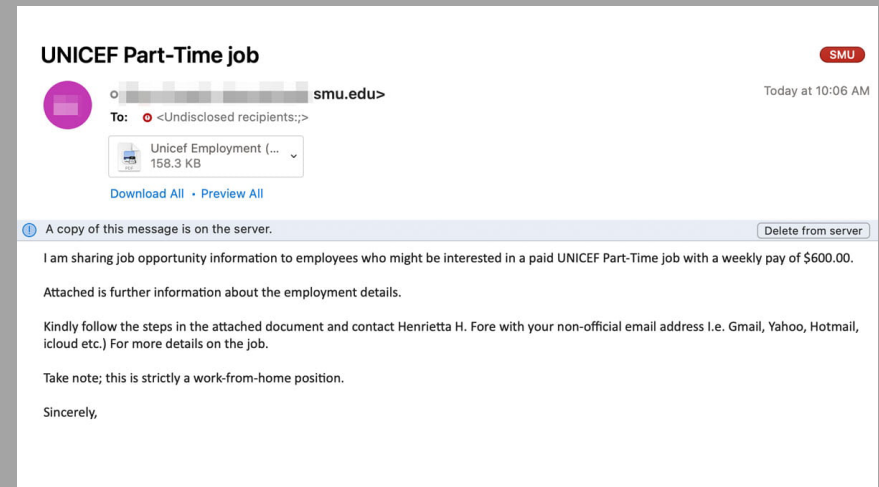 UNICEF Part-Time job
SMU
smu.edu>
Today at 10:06 AM
To: <Undisclosed recipients:;>
Unicef Employment (...
158.3 KB
PDF
Download All • Preview All
A copy of this message is on the server.
Delete from server
I am sharing job opportunity information to employees who might be interested in a paid UNICEF Part-Time job with a weekly pay of $600.00.
Attached is further information about the employment details.
Kindly follow the steps in the attached document and contact Henrietta H. Fore with your non-official email address I.e. Gmail, Yahoo, Hotmail,
icloud etc.) For more details on the job.
Take note; this is strictly a work-from-home position.
Sincerely,